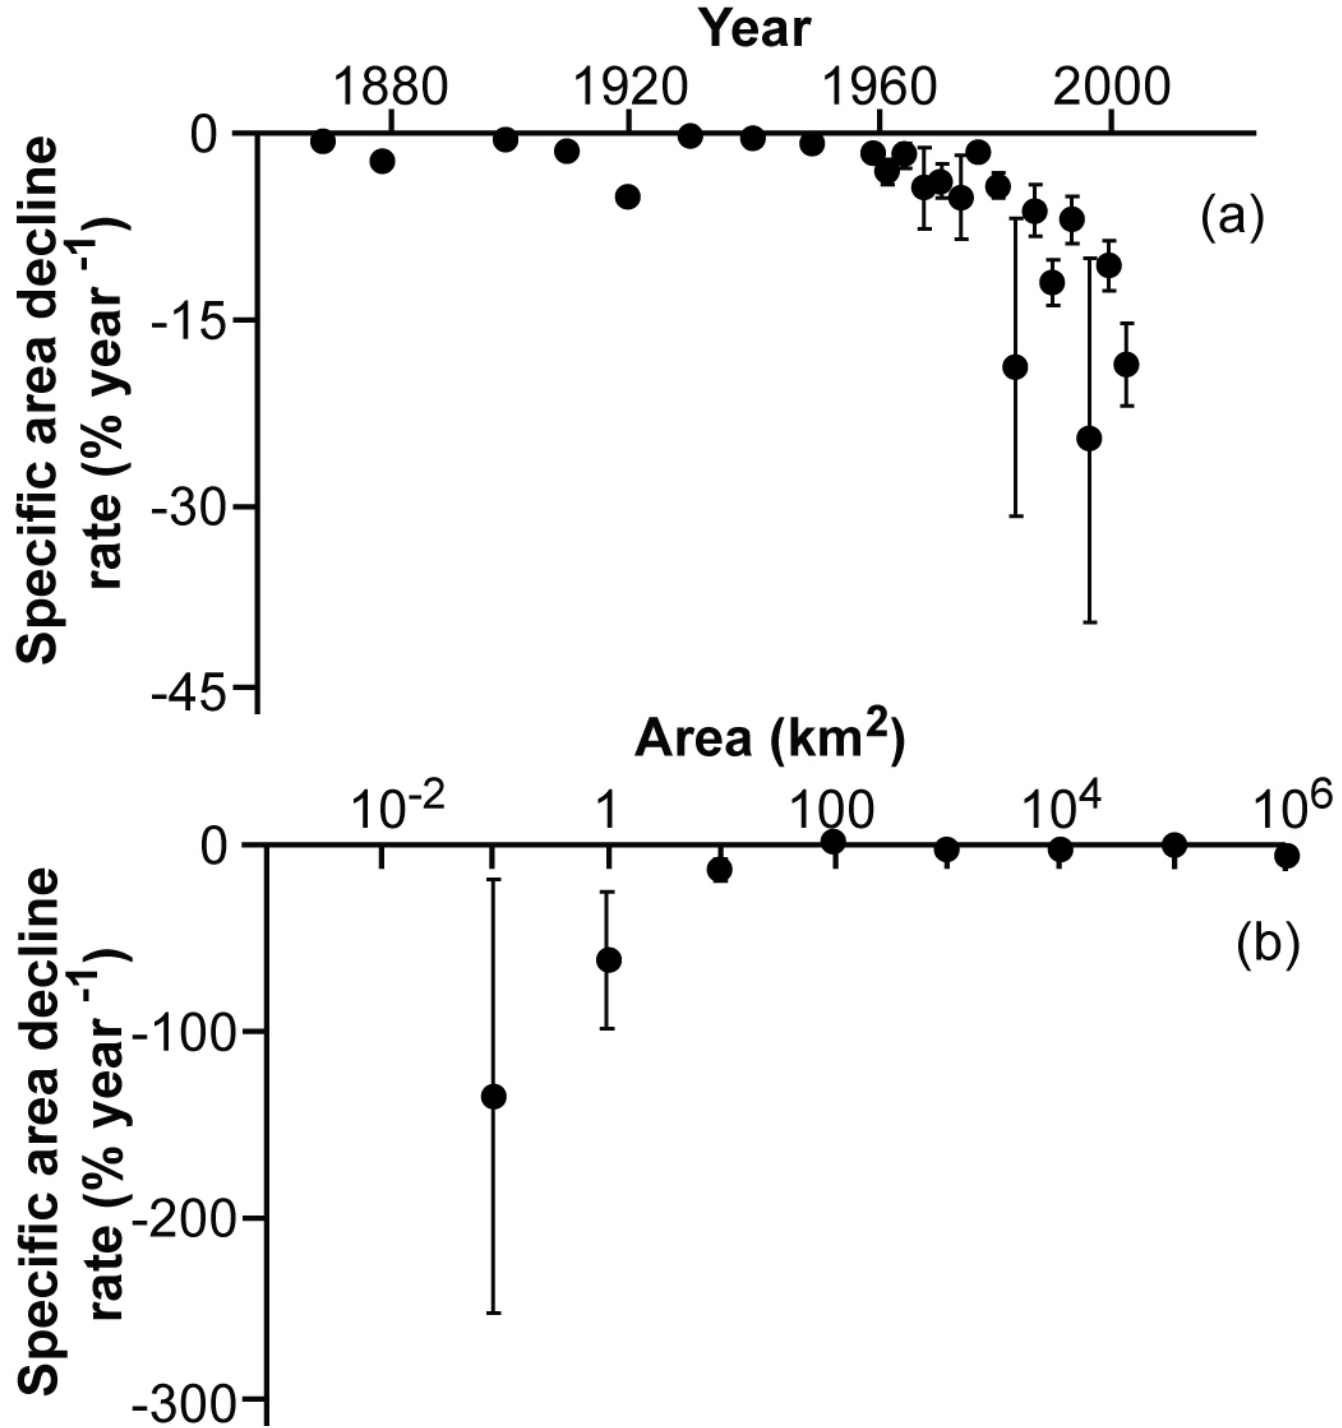 Year
1880 1920 1960 2000
0
-15
-30
-45
Specific area decline
rate (% year⁻¹)
(a)
Area (km²)
10⁻² 1 100 10⁴ 10⁶
0
-100
-200
-300
Specific area decline
rate (% year⁻¹)
(b)